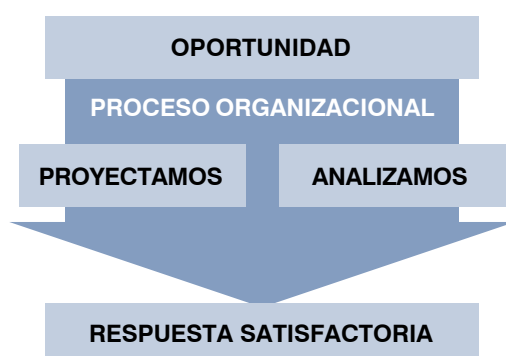 OPORTUNIDAD
PROCESO ORGANIZACIONAL
PROYECTAMOS
ANALIZAMOS
RESPUESTA SATISFACTORIA